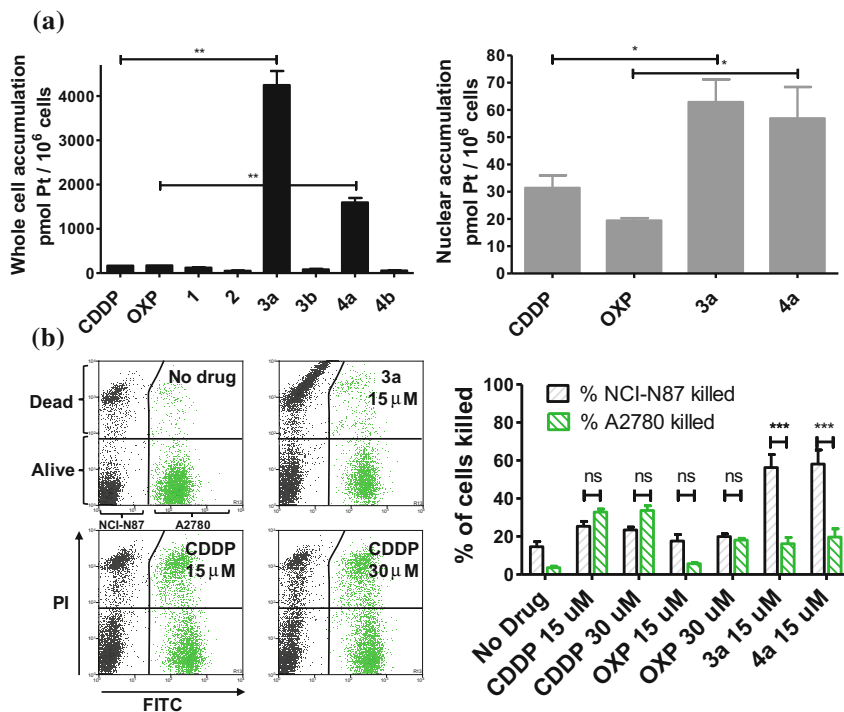 (a)
Whole cell accumulation
pmol Pt / 10⁶ cells
4000
3000
2000
1000
0
**
**
CDDP
OXP
1
2
3a
3b
4a
4b
Nuclear accumulation
pmol Pt / 10⁶ cells
80
70
60
50
40
30
20
10
0
*
*
CDDP
OXP
3a
4a
(b)
Dead
Alive
No drug
3a
15 μM
NCI-N87
A2780
CDDP
15 μM
CDDP
30 μM
PI
FITC
% of cells killed
100
80
60
40
20
0
% NCI-N87 killed
% A2780 killed
ns
ns
ns
ns
***
***
No Drug
CDDP 15 uM
CDDP 30 uM
OXP 15 uM
OXP 30 uM
3a 15 uM
4a 15 uM